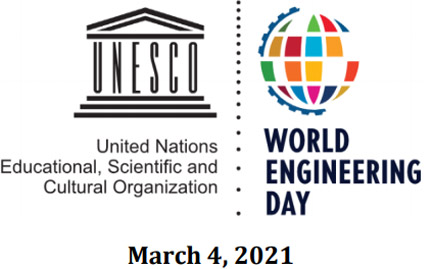 UNESCO
United Nations
Educational, Scientific and
Cultural Organization
WORLD
ENGINEERING
DAY
March 4, 2021